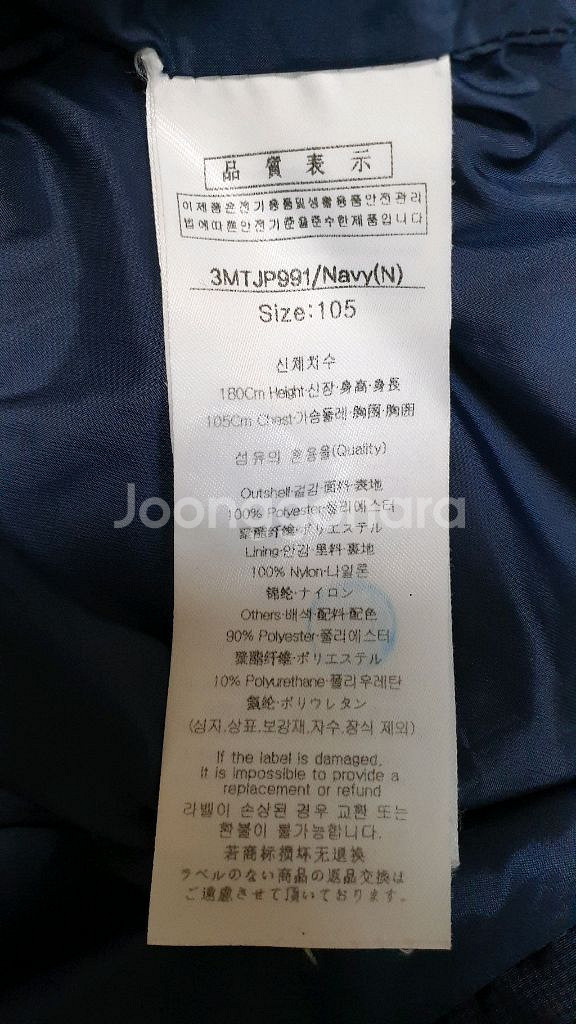 品質表示
이제품은전기용품및생활용품안전관리
법에따른안전기준을준수한제품입니다
3MTJP991/Navy(N)
Size:105
신체치수
180Cm Height·신장·身高·身長
105Cm Chest·가슴둘레·胸围·胸囲
섬유의 혼용율(Quality)
Outshell·겉감·面料·表地
100% Polyester·폴리에스터
Joongonara
聚酯纤维·ポリエステル
Lining·안감·里料·裏地
100% Nylon·나일론
锦纶·ナイロン
Others·배색·配料·配色
90% Polyester·폴리에스터
聚酯纤维·ポリエステル
10% Polyurethane·폴리우레탄
氨纶·ポリウレタン
(심지,상표,보강재,자수,장식 제외)
If the label is damaged,
It is impossible to provide a
replacement or refund
라벨이 손상된 경우 교환 또는
환불이 불가능합니다.
若商标损坏无退换
ラベルのない商品の返品交換は
ご遠慮させて頂いております.